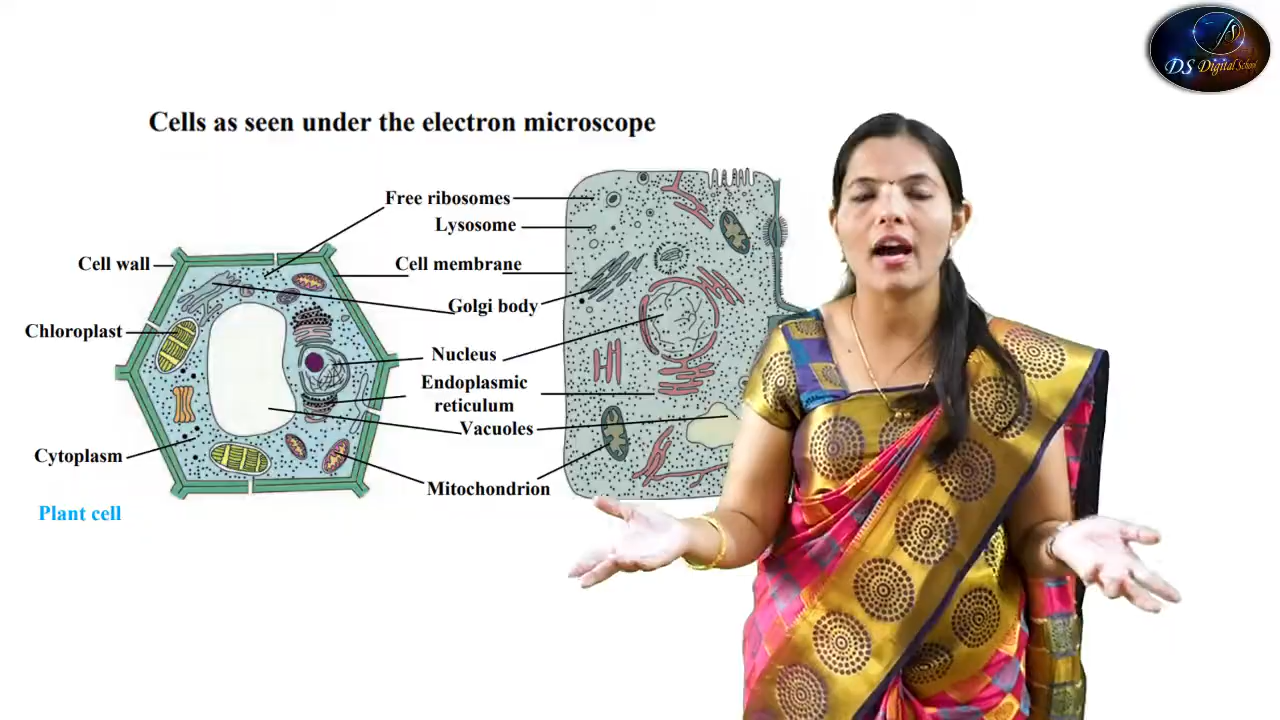 DS Digital School
Cells as seen under the electron microscope
Free ribosomes
Lysosome
Cell wall
Cell membrane
Golgi body
Chloroplast
Nucleus
Endoplasmic
reticulum
Vacuoles
Cytoplasm
Mitochondrion
Plant cell